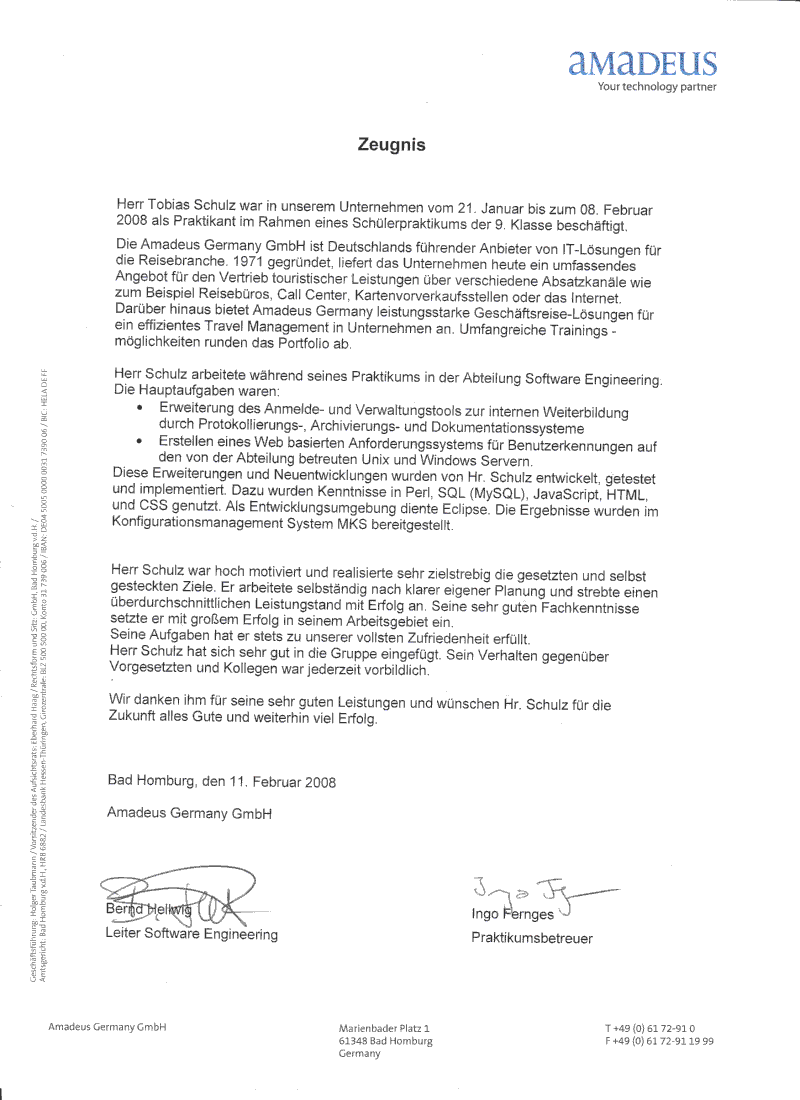 amadeus
Your technology partner
Zeugnis
Herr Tobias Schulz war in unserem Unternehmen vom 21. Januar bis zum 08. Februar
2008 als Praktikant im Rahmen eines Schülerpraktikums der 9. Klasse beschäftigt.
Die Amadeus Germany GmbH ist Deutschlands führender Anbieter von IT-Lösungen für
die Reisebranche. 1971 gegründet, liefert das Unternehmen heute ein umfassendes
Angebot für den Vertrieb touristischer Leistungen über verschiedene Absatzkanäle wie
zum Beispiel Reisebüros, Call Center, Kartenvorverkaufsstellen oder das Internet.
Darüber hinaus bietet Amadeus Germany leistungsstarke Geschäftsreise-Lösungen für
ein effizientes Travel Management in Unternehmen an. Umfangreiche Trainings -
möglichkeiten runden das Portfolio ab.
Herr Schulz arbeitete während seines Praktikums in der Abteilung Software Engineering.
Die Hauptaufgaben waren:
• Erweiterung des Anmelde- und Verwaltungstools zur internen Weiterbildung
durch Protokollierungs-, Archivierungs- und Dokumentationssysteme
• Erstellen eines Web basierten Anforderungssystems für Benutzerkennungen auf
den von der Abteilung betreuten Unix und Windows Servern.
Diese Erweiterungen und Neuentwicklungen wurden von Hr. Schulz entwickelt, getestet
und implementiert. Dazu wurden Kenntnisse in Perl, SQL (MySQL), JavaScript, HTML,
und CSS genutzt. Als Entwicklungsumgebung diente Eclipse. Die Ergebnisse wurden im
Konfigurationsmanagement System MKS bereitgestellt.
Herr Schulz war hoch motiviert und realisierte sehr zielstrebig die gesetzten und selbst
gesteckten Ziele. Er arbeitete selbständig nach klarer eigener Planung und strebte einen
überdurchschnittlichen Leistungstand mit Erfolg an. Seine sehr guten Fachkenntnisse
setzte er mit großem Erfolg in seinem Arbeitsgebiet ein.
Seine Aufgaben hat er stets zu unserer vollsten Zufriedenheit erfüllt.
Herr Schulz hat sich sehr gut in die Gruppe eingefügt. Sein Verhalten gegenüber
Vorgesetzten und Kollegen war jederzeit vorbildlich.
Wir danken ihm für seine sehr guten Leistungen und wünschen Hr. Schulz für die
Zukunft alles Gute und weiterhin viel Erfolg.
Bad Homburg, den 11. Februar 2008
Amadeus Germany GmbH
Bernd Hellwig
Leiter Software Engineering
Ingo Fernges
Praktikumsbetreuer
Geschäftsführung: Holger Taubmann / Vorsitzender des Aufsichtsrats: Eberhard Haag / Rechtsform und Sitz: GmbH, Bad Homburg v.d.H. /
Amtsgericht: Bad Homburg v.d.H., HRB 6882 / Landesbank Hessen-Thüringen, Girozentrale: BLZ 500 500 00, Konto 31 739 006 / IBAN: DE04 5005 0000 0031 7390 06 / BIC: HELADEFF
Amadeus Germany GmbH
Marienbader Platz 1
61348 Bad Homburg
Germany
T +49 (0) 61 72-91 0
F +49 (0) 61 72-91 19 99